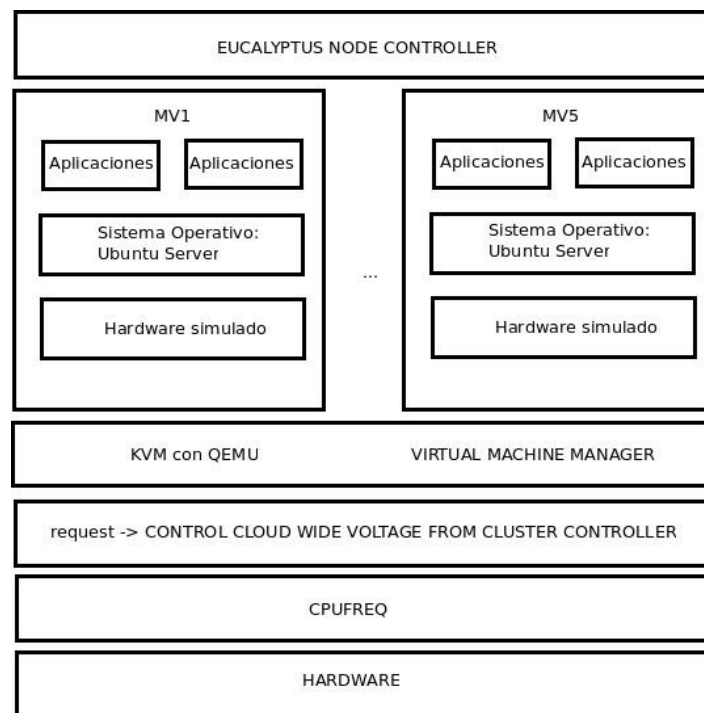 EUCALYPTUS NODE CONTROLLER
MV1
Aplicaciones
Aplicaciones
Sistema Operativo:
Ubuntu Server
Hardware simulado
...
MV5
Aplicaciones
Aplicaciones
Sistema Operativo:
Ubuntu Server
Hardware simulado
KVM con QEMU
VIRTUAL MACHINE MANAGER
request -> CONTROL CLOUD WIDE VOLTAGE FROM CLUSTER CONTROLLER
CPUFREQ
HARDWARE